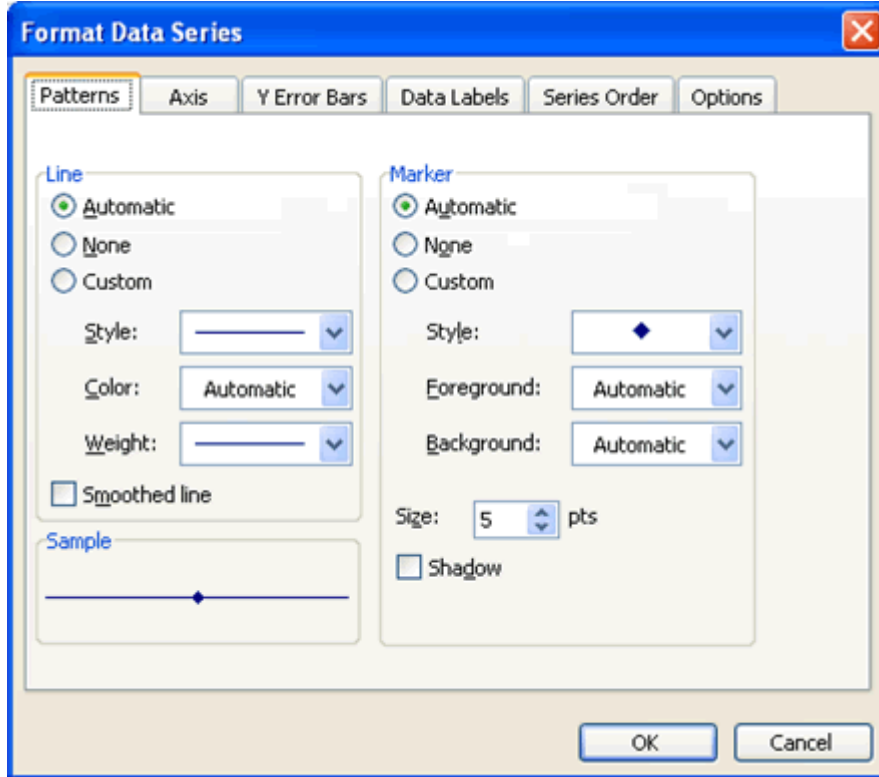 Format Data Series
Patterns
Axis
Y Error Bars
Data Labels
Series Order
Options
Line
Automatic
None
Custom
Style:
Color:
Automatic
Weight:
Smoothed line
Sample
Marker
Automatic
None
Custom
Style:
Foreground:
Automatic
Background:
Automatic
Size:
5
pts
Shadow
OK
Cancel